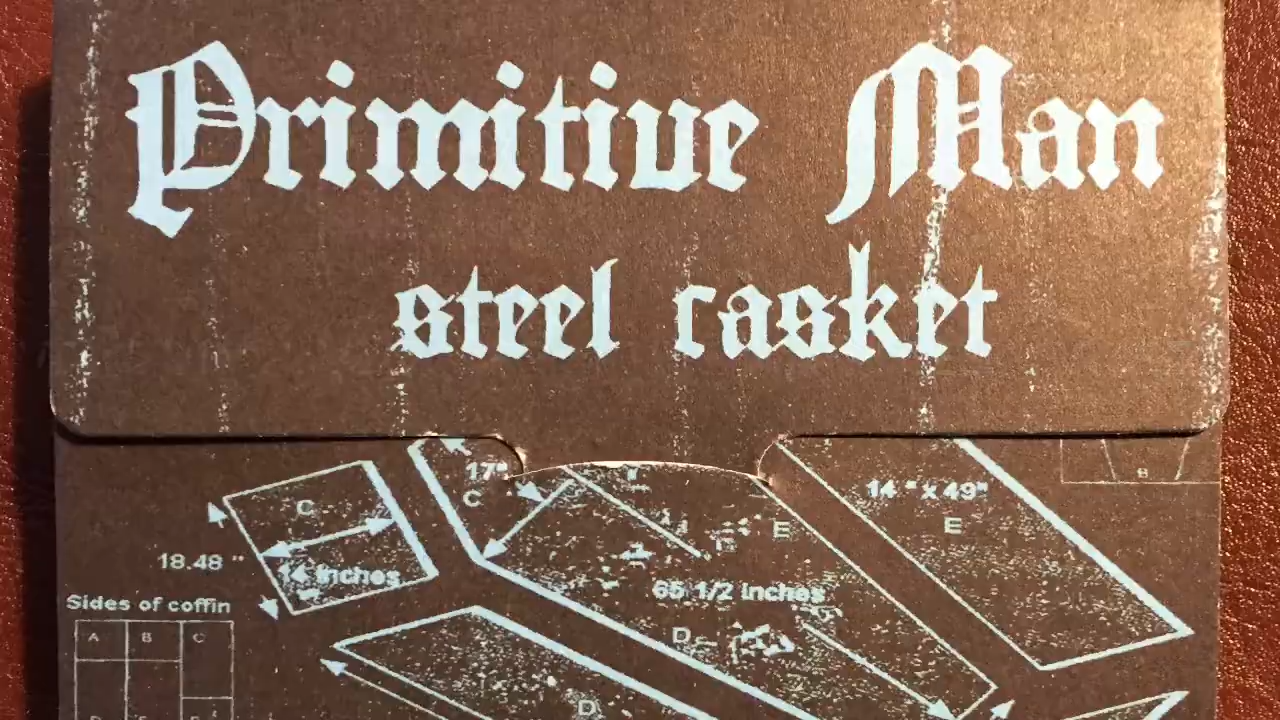 Primitive Man
steel casket
17"
C
14 " x 49"
B
C
E
E
18.48 "
14 inches
65 1/2 inches
Sides of coffin
D
A B C
D